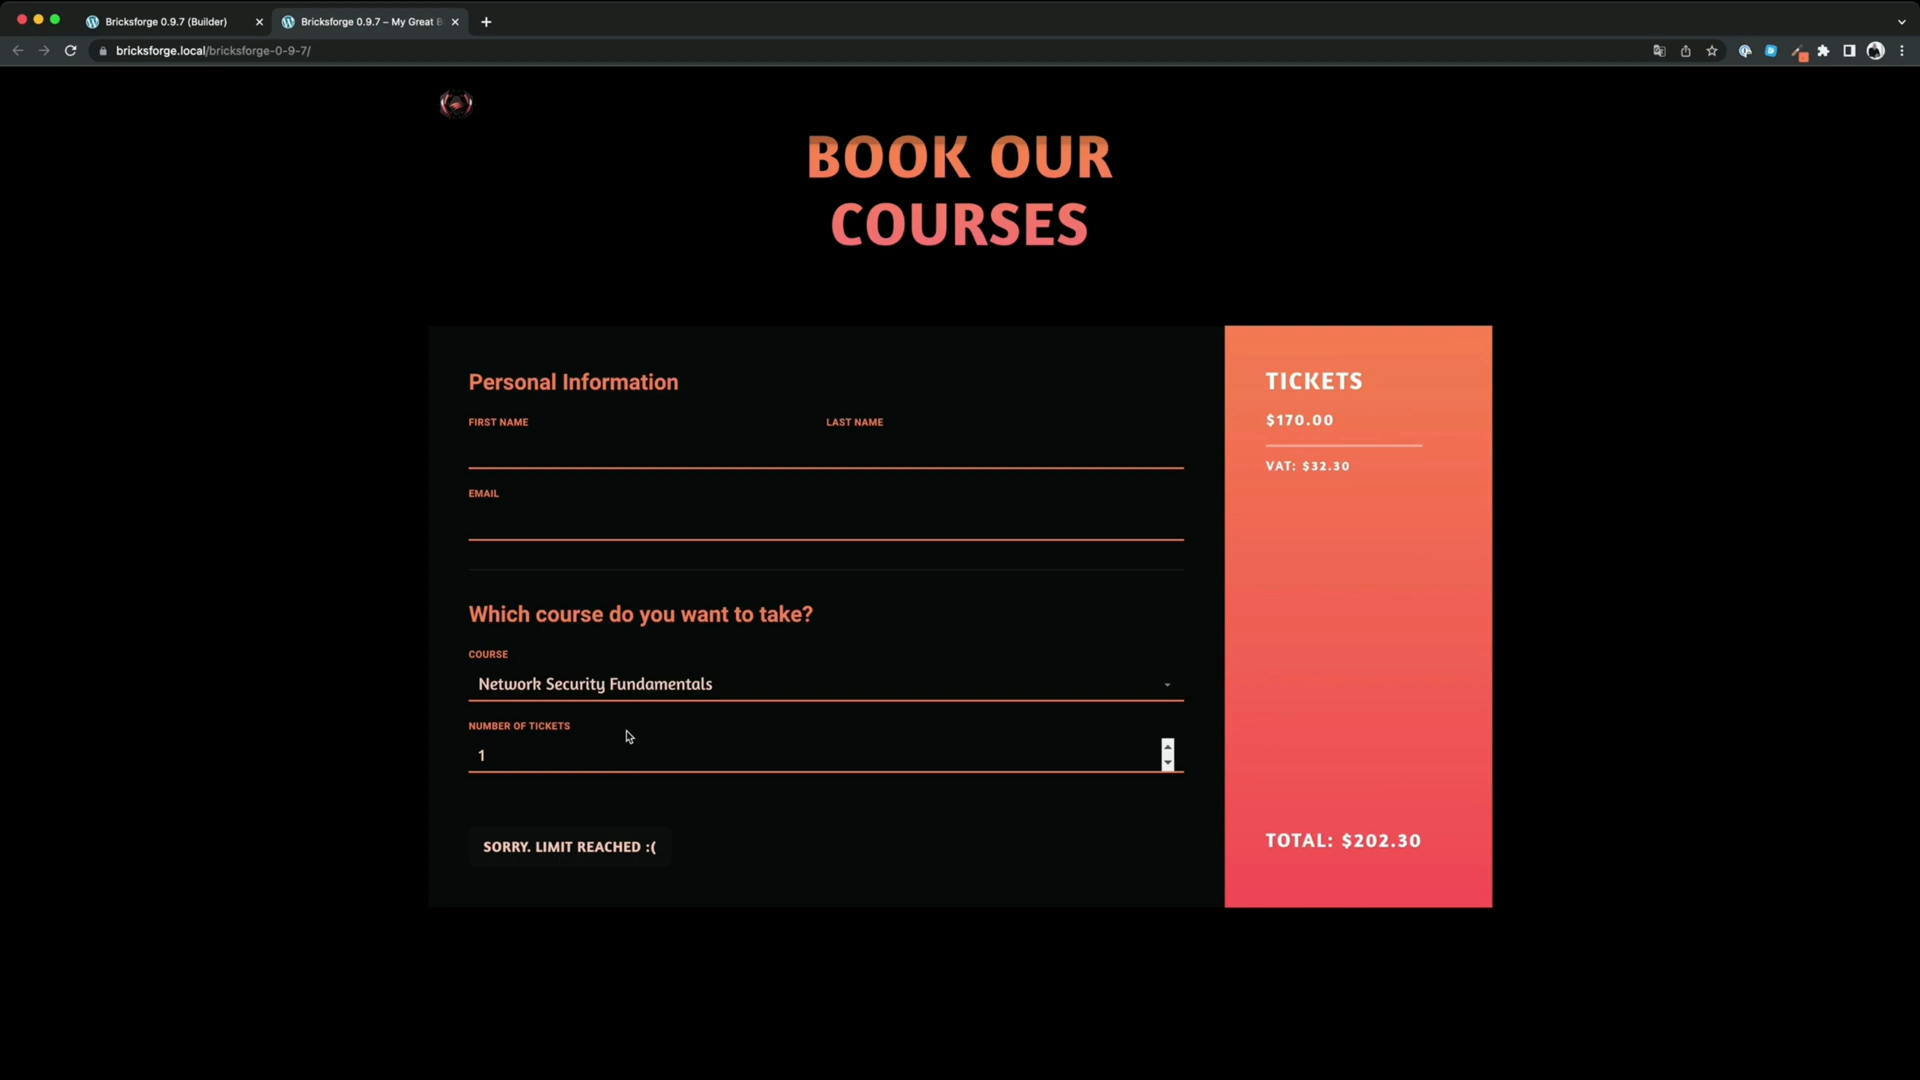 Bricksforge 0.9.7 (Builder)
Bricksforge 0.9.7 – My Great B
bricksforge.local/bricksforge-0-9-7/
BOOK OUR
COURSES
Personal Information
FIRST NAME
LAST NAME
EMAIL
Which course do you want to take?
COURSE
Network Security Fundamentals
NUMBER OF TICKETS
1
SORRY. LIMIT REACHED :(
TICKETS
$170.00
VAT: $32.30
TOTAL: $202.30